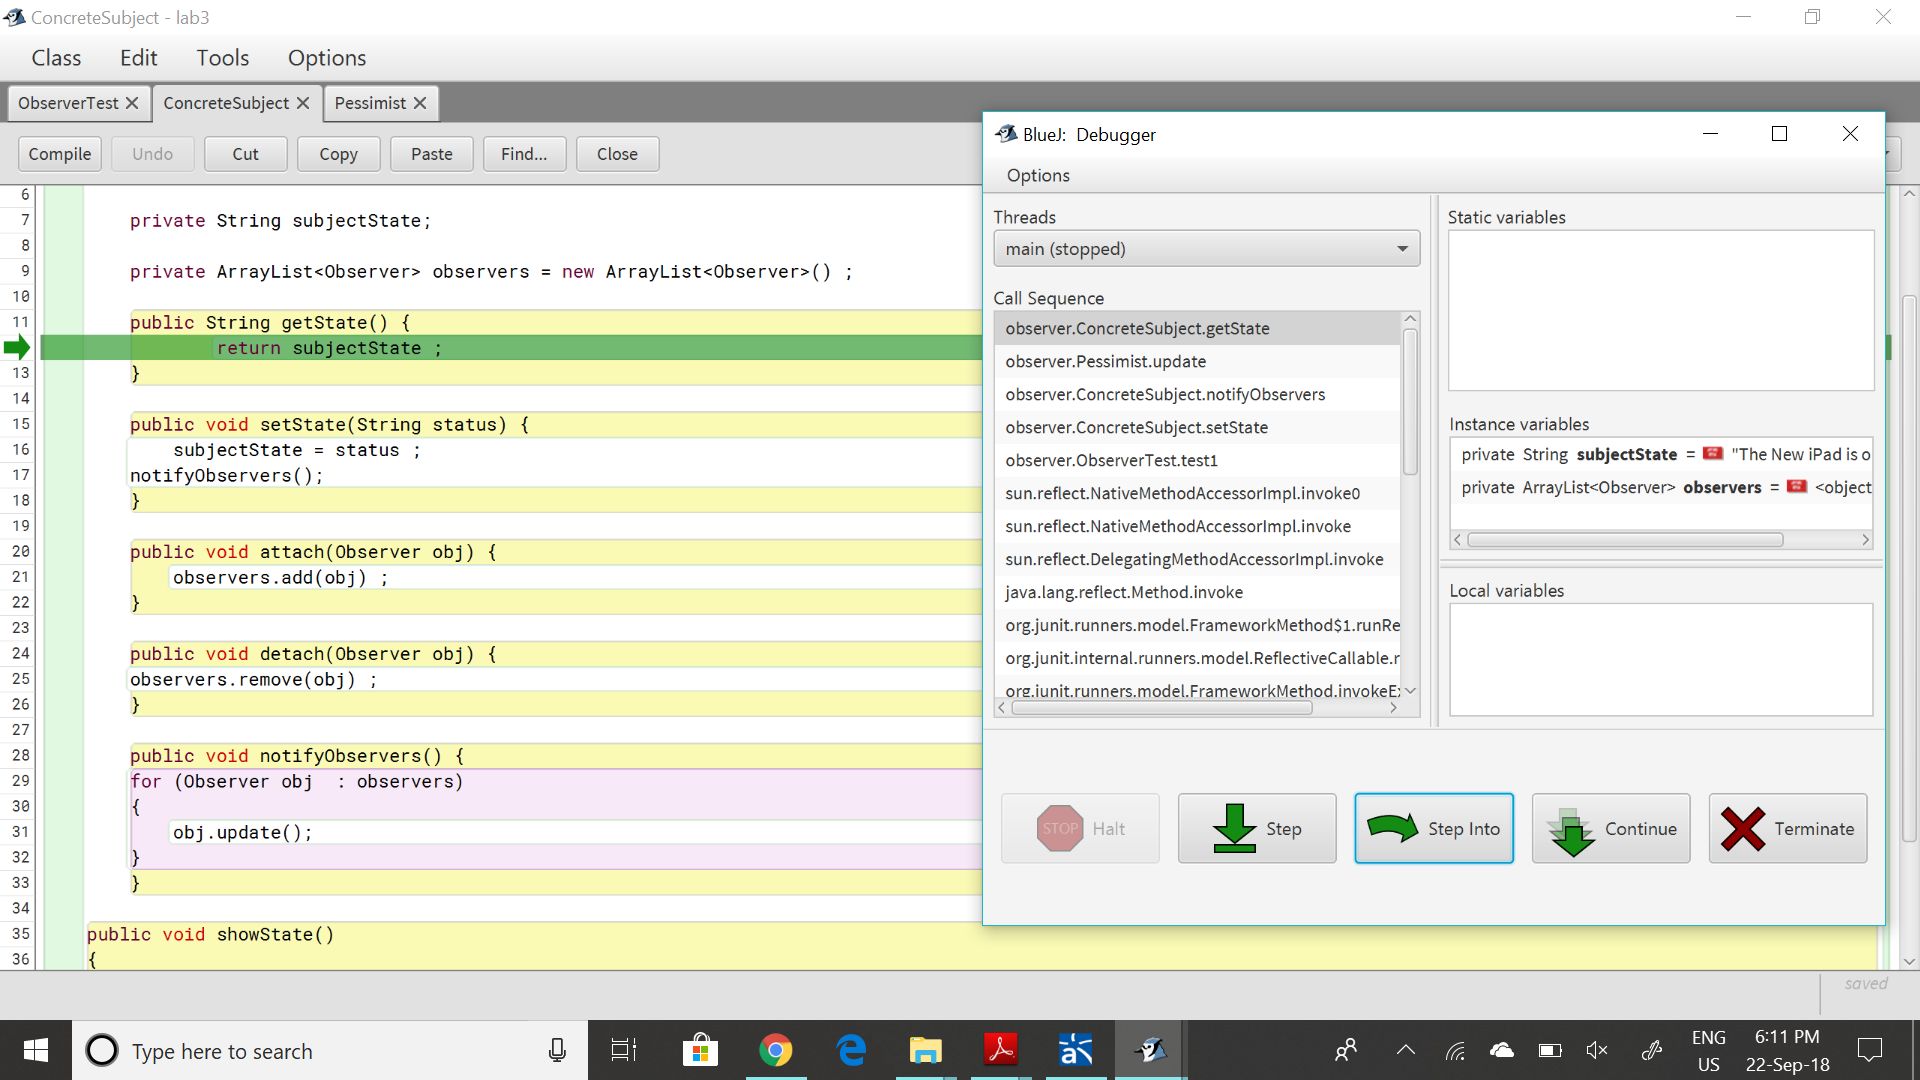 ConcreteSubject - lab3
Class Edit Tools Options
ObserverTest ConcreteSubject Pessimist
Compile Undo Cut Copy Paste Find... Close
6
7 private String subjectState;
8
9 private ArrayList<Observer> observers = new ArrayList<Observer>() ;
10
11 public String getState() {
return subjectState ;
13 }
14
15 public void setState(String status) {
16 subjectState = status ;
17 notifyObservers();
18 }
19
20 public void attach(Observer obj) {
21 observers.add(obj) ;
22 }
23
24 public void detach(Observer obj) {
25 observers.remove(obj) ;
26 }
27
28 public void notifyObservers() {
29 for (Observer obj  : observers)
30 {
31 obj.update();
32 }
33 }
34
35 public void showState()
36 {
saved
BlueJ: Debugger
Options
Threads
main (stopped)
Call Sequence
observer.ConcreteSubject.getState
observer.Pessimist.update
observer.ConcreteSubject.notifyObservers
observer.ConcreteSubject.setState
observer.ObserverTest.test1
sun.reflect.NativeMethodAccessorImpl.invoke0
sun.reflect.NativeMethodAccessorImpl.invoke
sun.reflect.DelegatingMethodAccessorImpl.invoke
java.lang.reflect.Method.invoke
org.junit.runners.model.FrameworkMethod$1.runRe
org.junit.internal.runners.model.ReflectiveCallable.r
org.junit.runners.model.FrameworkMethod.invokeEx
Static variables
Instance variables
private String subjectState = "The New iPad is o
private ArrayList<Observer> observers = <object
Local variables
STOP Halt Step Step Into Continue Terminate
Type here to search
ENG
US
6:11 PM
22-Sep-18